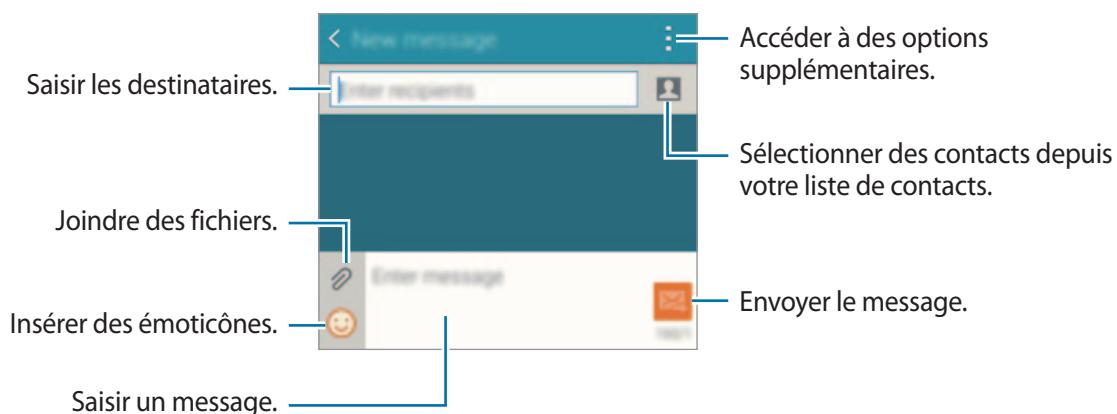 New message
Accéder à des options
supplémentaires.
Saisir les destinataires.
Enter recipients
Sélectionner des contacts depuis
votre liste de contacts.
Joindre des fichiers.
Enter message
Envoyer le message.
Insérer des émoticônes.
Saisir un message.